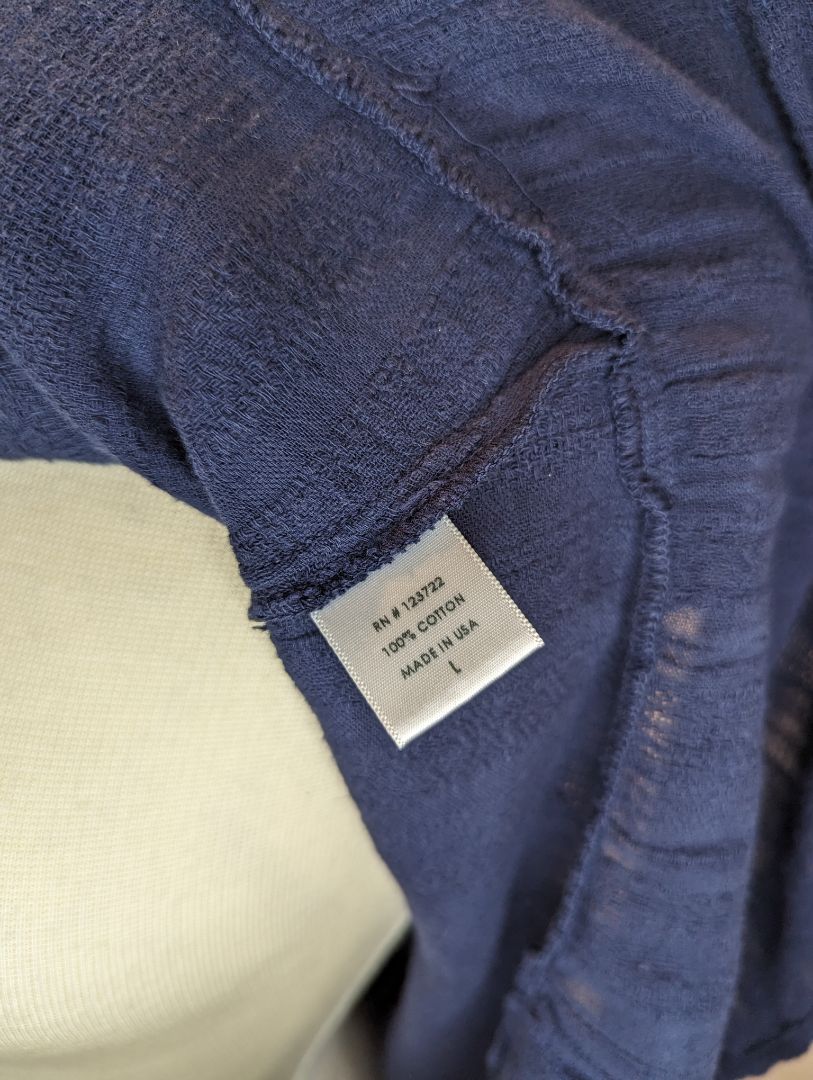 RN # 123722
100% COTTON
MADE IN USA
L